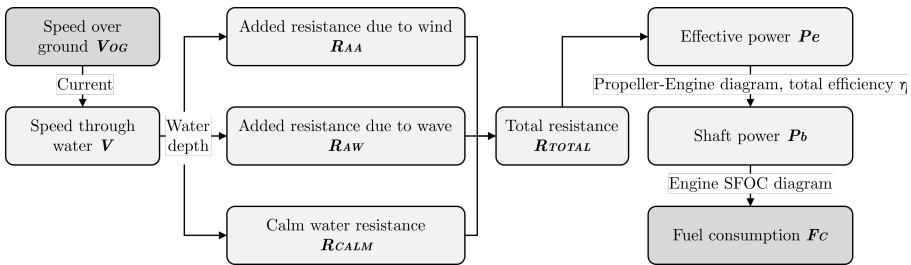 Speed over
ground VOG
Current
Speed through
water V
Water
depth
Added resistance due to wind
RAA
Added resistance due to wave
RAW
Calm water resistance
RCALM
Total resistance
RTOTAL
Effective power Pe
Propeller-Engine diagram, total efficiency η
Shaft power Pb
Engine SFOC diagram
Fuel consumption FC